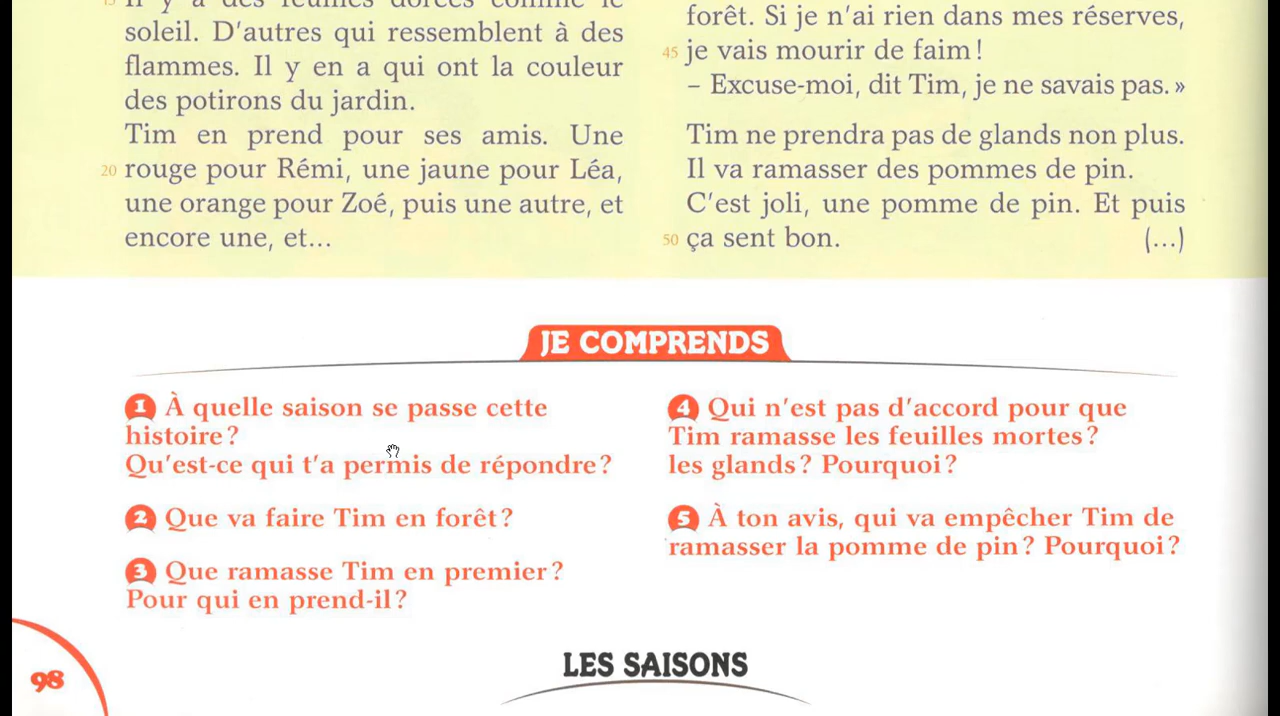 15 Il y a des feuilles dorées comme le
soleil. D'autres qui ressemblent à des
flammes. Il y en a qui ont la couleur
des potirons du jardin.
Tim en prend pour ses amis. Une
20 rouge pour Rémi, une jaune pour Léa,
une orange pour Zoé, puis une autre, et
encore une, et...
forêt. Si je n'ai rien dans mes réserves,
45 je vais mourir de faim !
– Excuse-moi, dit Tim, je ne savais pas. »
Tim ne prendra pas de glands non plus.
Il va ramasser des pommes de pin.
C'est joli, une pomme de pin. Et puis
50 ça sent bon. (...)
JE COMPRENDS
1 À quelle saison se passe cette
histoire ?
Qu'est-ce qui t'a permis de répondre ?
2 Que va faire Tim en forêt ?
3 Que ramasse Tim en premier ?
Pour qui en prend-il ?
4 Qui n'est pas d'accord pour que
Tim ramasse les feuilles mortes ?
les glands ? Pourquoi ?
5 À ton avis, qui va empêcher Tim de
ramasser la pomme de pin ? Pourquoi ?
98
LES SAISONS